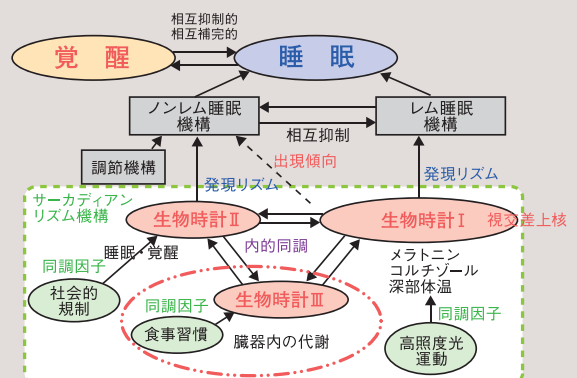 相互抑制的
相互補完的
覚 醒
睡 眠
ノンレム睡眠
機構
レム睡眠
機構
相互抑制
調節機構
出現傾向
発現リズム
発現リズム
サーカディアン
リズム機構
生物時計Ⅱ
生物時計Ⅰ
視交差上核
睡眠・覚醒
内的同調
メラトニン
コルチゾール
深部体温
同調因子
社会的
規制
生物時計Ⅲ
同調因子
食事習慣
臓器内の代謝
同調因子
高照度光
運動